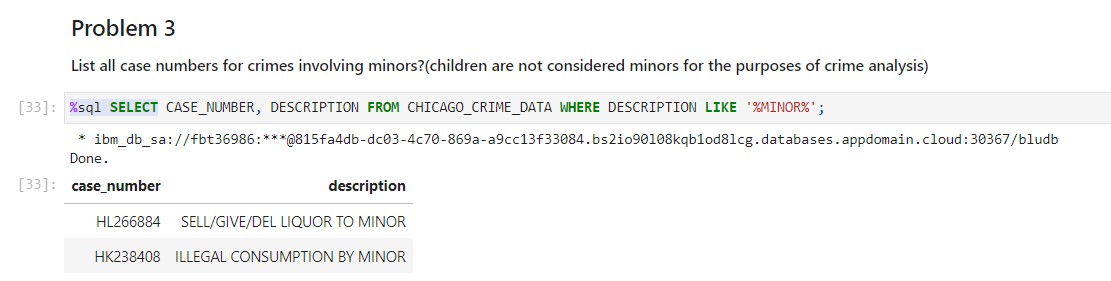 Problem 3
List all case numbers for crimes involving minors?(children are not considered minors for the purposes of crime analysis)
[33]: %sql SELECT CASE_NUMBER, DESCRIPTION FROM CHICAGO_CRIME_DATA WHERE DESCRIPTION LIKE '%MINOR%';
* ibm_db_sa://fbt36986:***@815fa4db-dc03-4c70-869a-a9cc13f33084.bs2io90l08kqb1od8lcg.databases.appdomain.cloud:30367/bludb
Done.
[33]: case_number description
HL266884 SELL/GIVE/DEL LIQUOR TO MINOR
HK238408 ILLEGAL CONSUMPTION BY MINOR